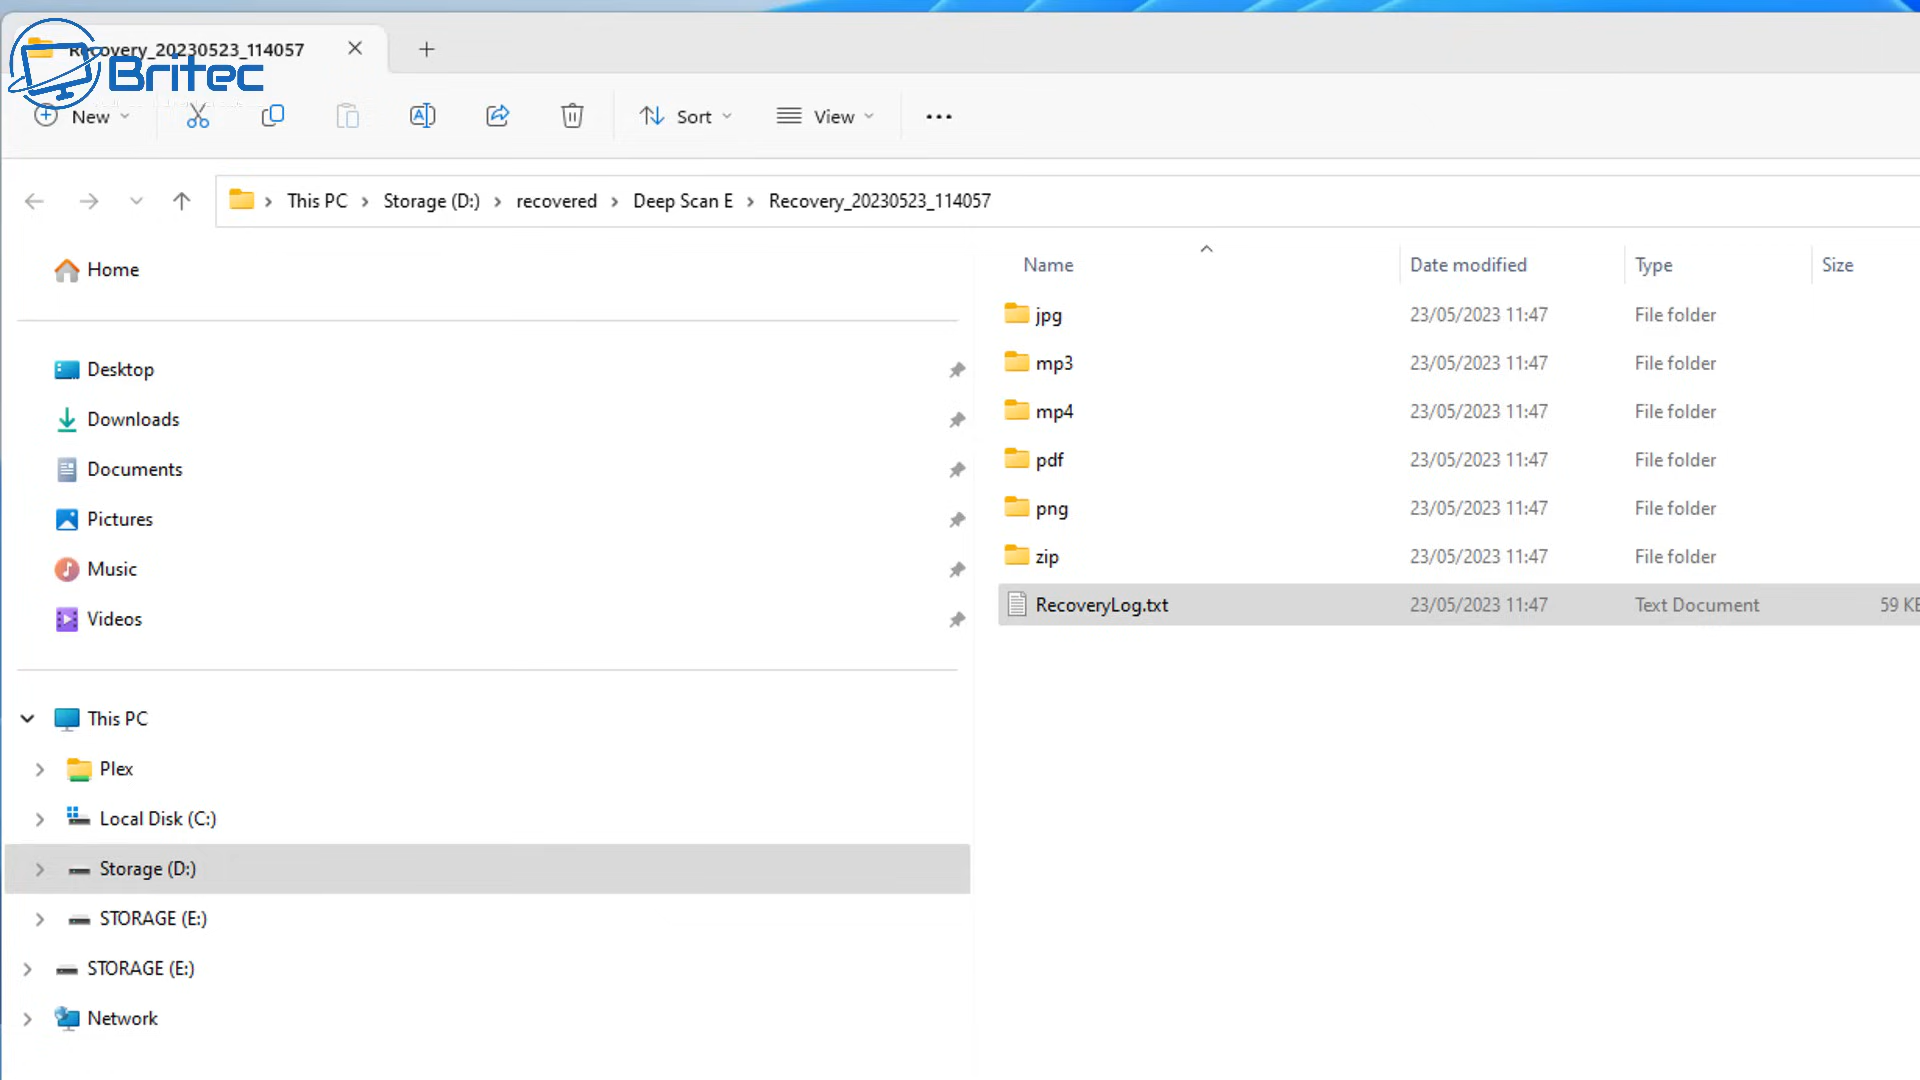 Recovery_20230523_114057
Britec
New
Sort
View
This PC > Storage (D:) > recovered > Deep Scan E > Recovery_20230523_114057
Home
Desktop
Downloads
Documents
Pictures
Music
Videos
This PC
Plex
Local Disk (C:)
Storage (D:)
STORAGE (E:)
STORAGE (E:)
Network
Name Date modified Type Size
jpg 23/05/2023 11:47 File folder
mp3 23/05/2023 11:47 File folder
mp4 23/05/2023 11:47 File folder
pdf 23/05/2023 11:47 File folder
png 23/05/2023 11:47 File folder
zip 23/05/2023 11:47 File folder
RecoveryLog.txt 23/05/2023 11:47 Text Document 59 KB